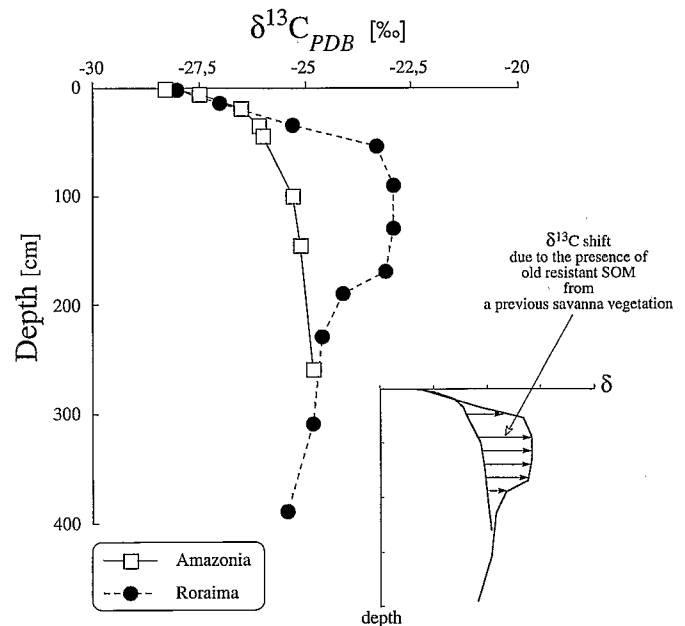 δ¹³C_PDB [‰]
-30 -27,5 -25 -22,5 -20
0
100
200
300
400
Depth [cm]
δ¹³C shift
due to the presence of
old resistant SOM
from
a previous savanna vegetation
δ
depth
Amazonia
Roraima